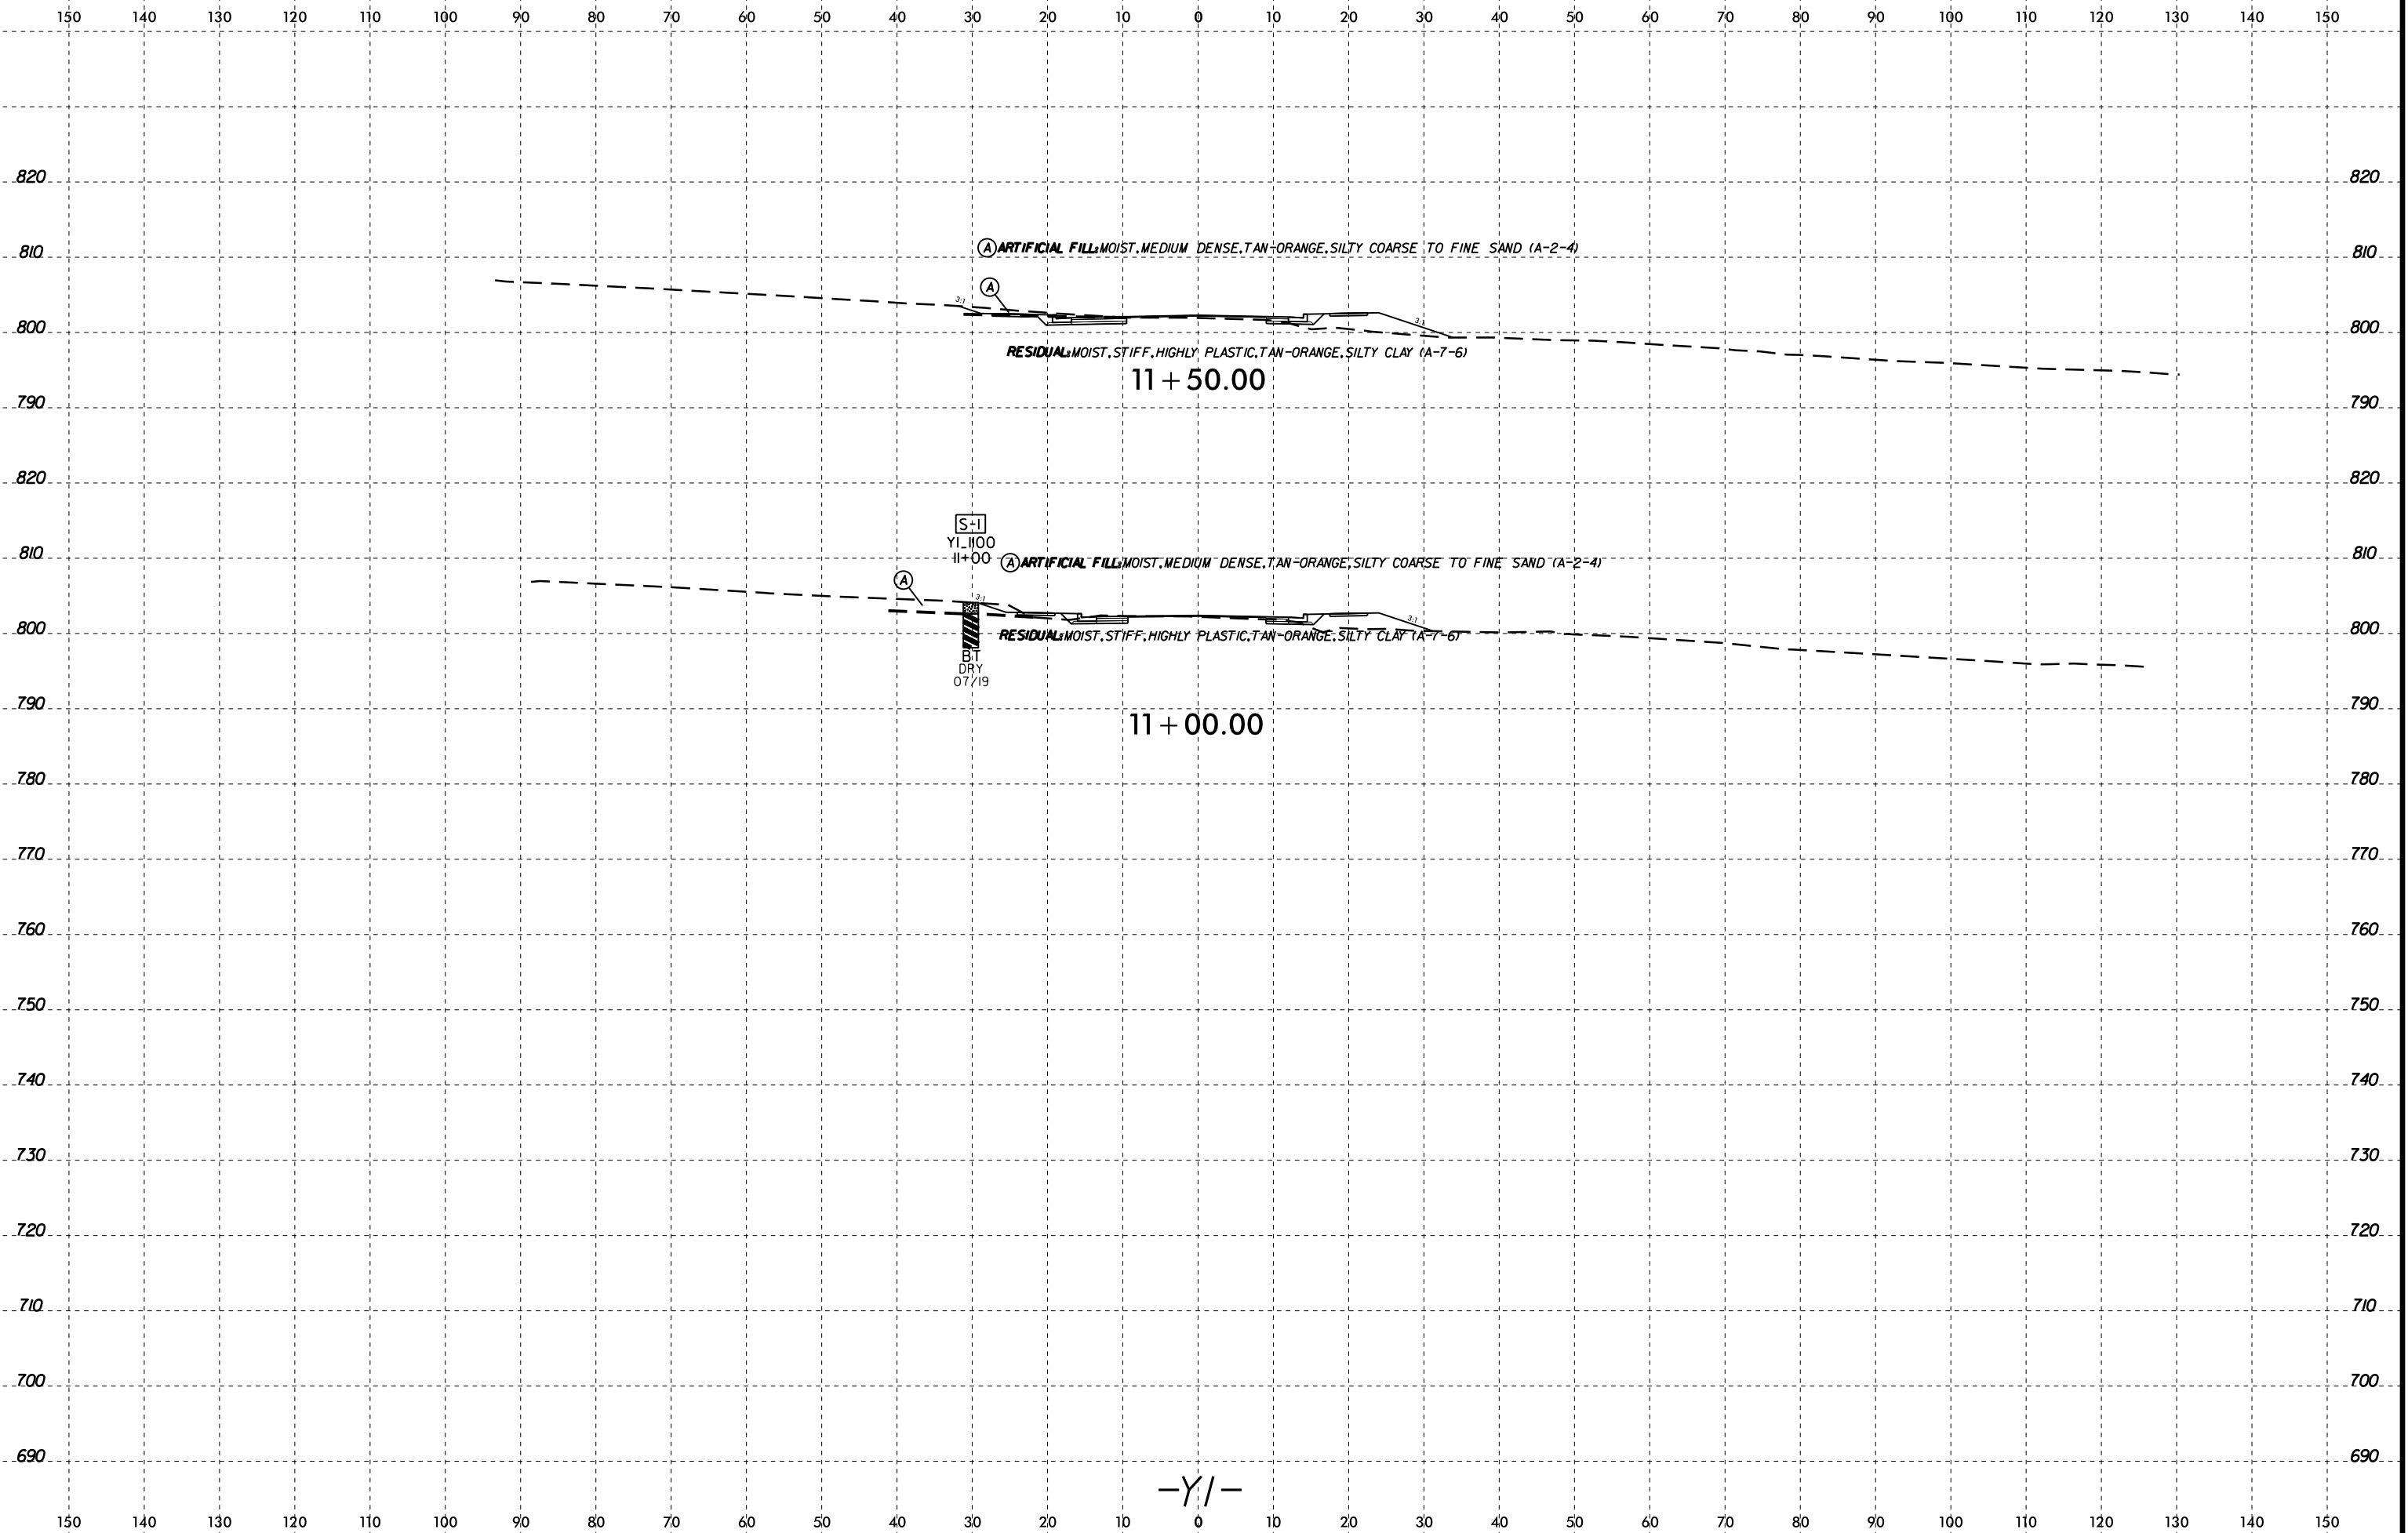 150 140 130 120 110 100 90 80 70 60 50 40 30 20 10 0 10 20 30 40 50 60 70 80 90 100 110 120 130 140 150
820 820
810 810
Ⓐ ARTIFICIAL FILL: MOIST, MEDIUM DENSE, TAN-ORANGE, SILTY COARSE TO FINE SAND (A-2-4)
Ⓐ
3:1
3:1
800 800
RESIDUAL: MOIST, STIFF, HIGHLY PLASTIC, TAN-ORANGE, SILTY CLAY (A-7-6)
11+50.00
790 790
820 820
S-1
Y1_1100
11+00
810 810
Ⓐ ARTIFICIAL FILL: MOIST, MEDIUM DENSE, TAN-ORANGE, SILTY COARSE TO FINE SAND (A-2-4)
Ⓐ
3:1
3:1
800 800
RESIDUAL: MOIST, STIFF, HIGHLY PLASTIC, TAN-ORANGE, SILTY CLAY (A-7-6)
BT
DRY
07/19
790 790
11+00.00
780 780
770 770
760 760
750 750
740 740
730 730
720 720
710 710
700 700
690 690
-Y1-
150 140 130 120 110 100 90 80 70 60 50 40 30 20 10 0 10 20 30 40 50 60 70 80 90 100 110 120 130 140 150